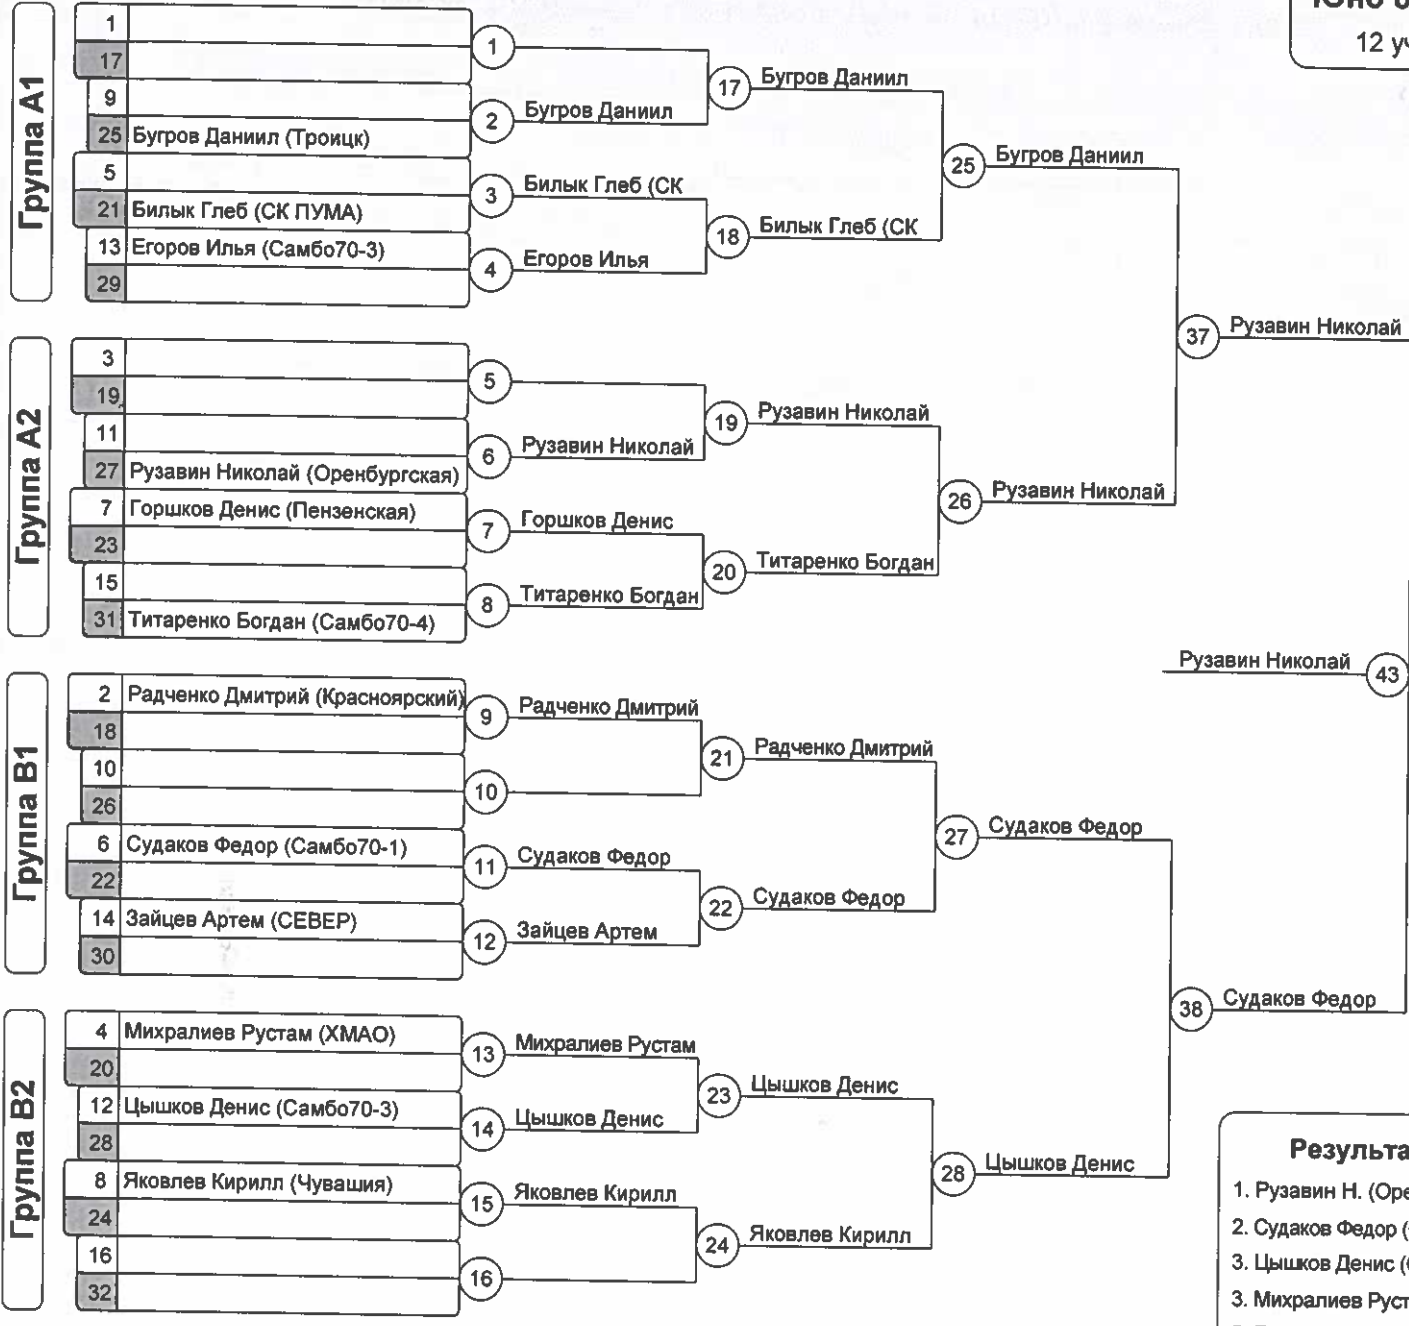 12
Группа А1
1
17
9
25 Бугров Даниил (Троицк)
5
21 Билык Глеб (СК ПУМА)
13 Егоров Илья (Самбо70-3)
29
1
2 Бугров Даниил
3 Билык Глеб (СК
4 Егоров Илья
17 Бугров Даниил
18 Билык Глеб (СК
25 Бугров Даниил
Группа А2
3
19
11
27 Рузавин Николай (Оренбургская)
7 Горшков Денис (Пензенская)
23
15
31 Титаренко Богдан (Самбо70-4)
5
6 Рузавин Николай
7 Горшков Денис
8 Титаренко Богдан
19 Рузавин Николай
20 Титаренко Богдан
26 Рузавин Николай
37 Рузавин Николай
Рузавин Николай 43
Группа В1
2 Радченко Дмитрий (Красноярский)
18
10
26
6 Судаков Федор (Самбо70-1)
22
14 Зайцев Артем (СЕВЕР)
30
9 Радченко Дмитрий
10
11 Судаков Федор
12 Зайцев Артем
21 Радченко Дмитрий
22 Судаков Федор
27 Судаков Федор
Группа В2
4 Михралиев Рустам (ХМАО)
20
12 Цышков Денис (Самбо70-3)
28
8 Яковлев Кирилл (Чувашия)
24
16
32
13 Михралиев Рустам
14 Цышков Денис
15 Яковлев Кирилл
16
23 Цышков Денис
24 Яковлев Кирилл
28 Цышков Денис
38 Судаков Федор
Результа
1. Рузавин Н. (Оре
2. Судаков Федор (
3. Цышков Денис (
3. Михралиев Руст